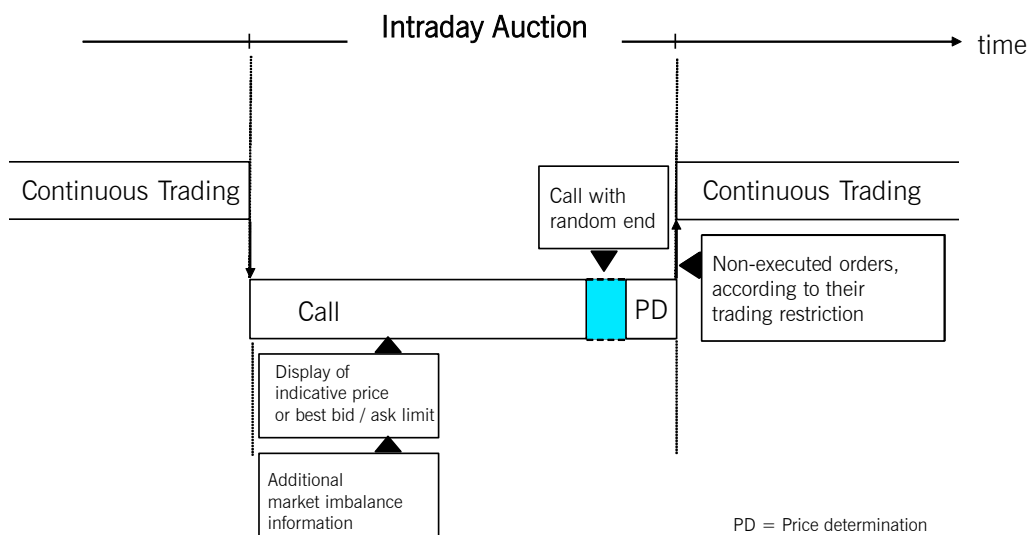 Intraday Auction
time
Continuous Trading
Call with
random end
Continuous Trading
Call
PD
Non-executed orders,
according to their
trading restriction
Display of
indicative price
or best bid / ask limit
Additional
market imbalance
information
PD = Price determination